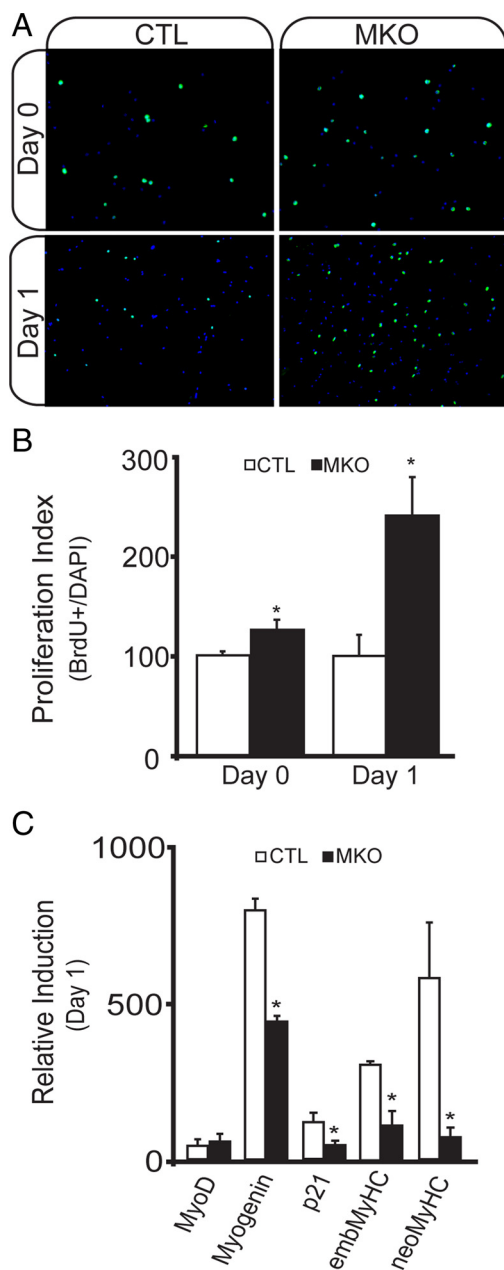 A
CTL
MKO
Day 0
Day 1
B
Proliferation Index
(BrdU+/DAPI)
300
200
100
0
CTL MKO
*
*
Day 0
Day 1
C
Relative Induction
(Day 1)
1000
500
0
CTL MKO
*
*
*
*
MyoD
Myogenin
p21
embMyHC
neoMyHC